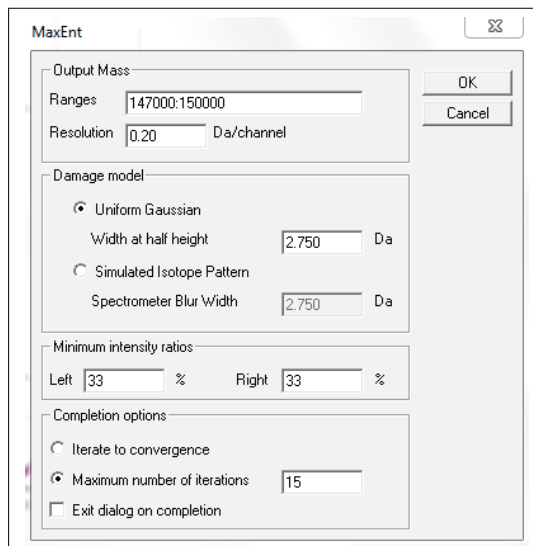 MaxEnt
Output Mass
Ranges 147000:150000
Resolution 0.20 Da/channel
OK
Cancel
Damage model
Uniform Gaussian
Width at half height 2.750 Da
Simulated Isotope Pattern
Spectrometer Blur Width 2.750 Da
Minimum intensity ratios
Left 33 % Right 33 %
Completion options
Iterate to convergence
Maximum number of iterations 15
Exit dialog on completion